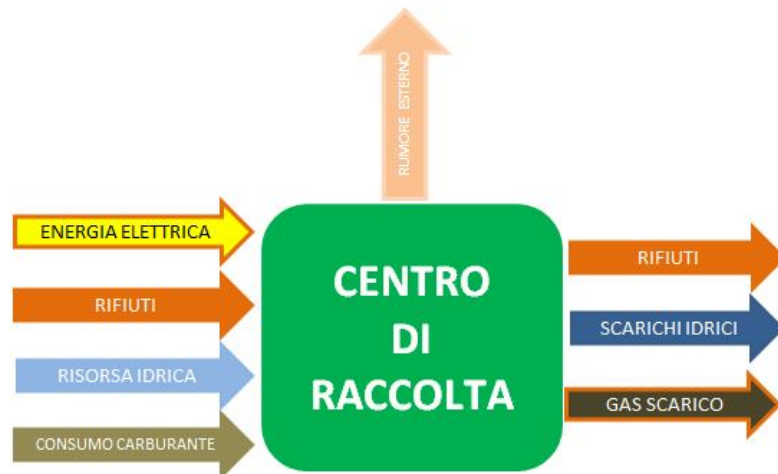 RUMORE ESTERNO
ENERGIA ELETTRICA
RIFIUTI
RISORSA IDRICA
CONSUMO CARBURANTE
CENTRO
DI
RACCOLTA
RIFIUTI
SCARICHI IDRICI
GAS SCARICO